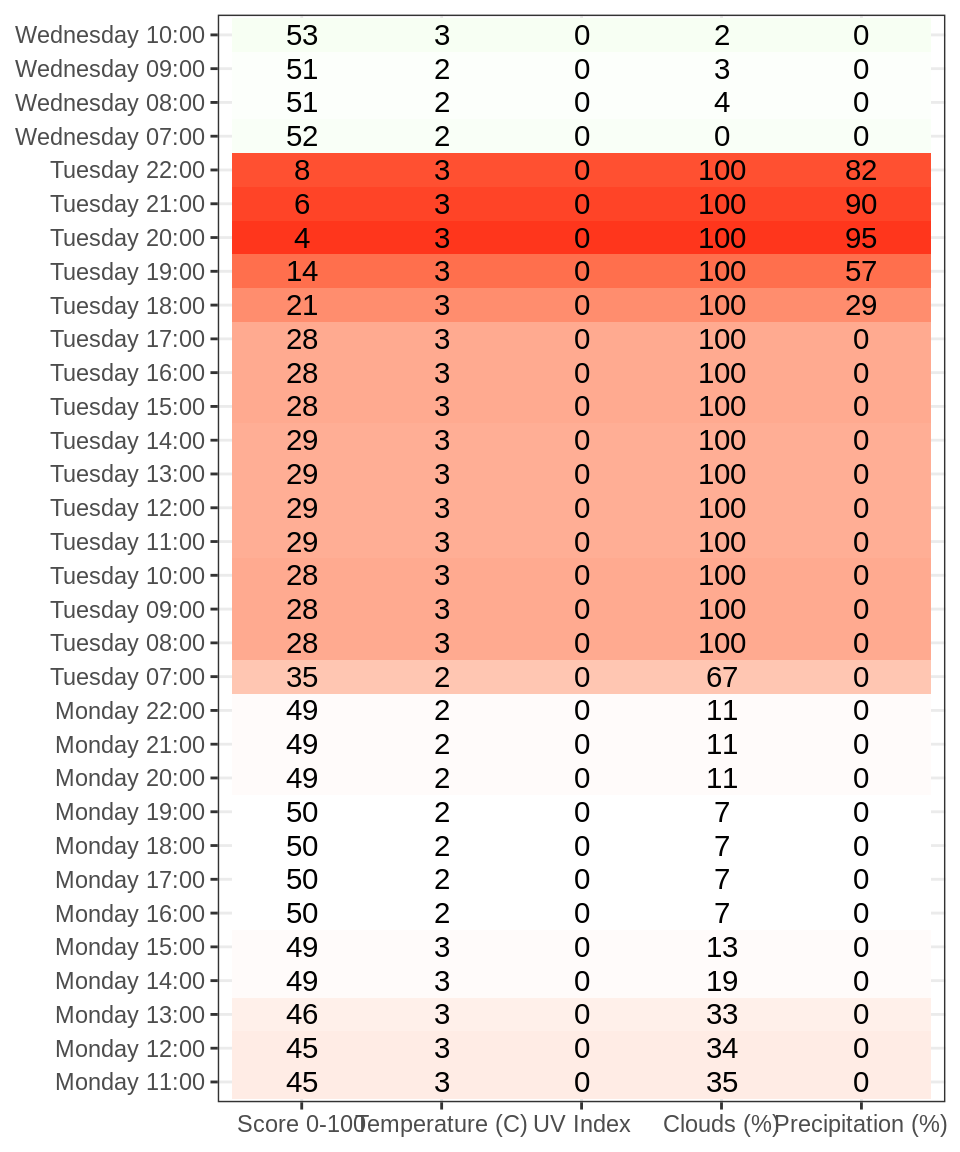 Wednesday 10:00 53 3 0 2 0
Wednesday 09:00 51 2 0 3 0
Wednesday 08:00 51 2 0 4 0
Wednesday 07:00 52 2 0 0 0
Tuesday 22:00 8 3 0 100 82
Tuesday 21:00 6 3 0 100 90
Tuesday 20:00 4 3 0 100 95
Tuesday 19:00 14 3 0 100 57
Tuesday 18:00 21 3 0 100 29
Tuesday 17:00 28 3 0 100 0
Tuesday 16:00 28 3 0 100 0
Tuesday 15:00 28 3 0 100 0
Tuesday 14:00 29 3 0 100 0
Tuesday 13:00 29 3 0 100 0
Tuesday 12:00 29 3 0 100 0
Tuesday 11:00 29 3 0 100 0
Tuesday 10:00 28 3 0 100 0
Tuesday 09:00 28 3 0 100 0
Tuesday 08:00 28 3 0 100 0
Tuesday 07:00 35 2 0 67 0
Monday 22:00 49 2 0 11 0
Monday 21:00 49 2 0 11 0
Monday 20:00 49 2 0 11 0
Monday 19:00 50 2 0 7 0
Monday 18:00 50 2 0 7 0
Monday 17:00 50 2 0 7 0
Monday 16:00 50 2 0 7 0
Monday 15:00 49 3 0 13 0
Monday 14:00 49 3 0 19 0
Monday 13:00 46 3 0 33 0
Monday 12:00 45 3 0 34 0
Monday 11:00 45 3 0 35 0
Score 0-100 Temperature (C) UV Index Clouds (%) Precipitation (%)